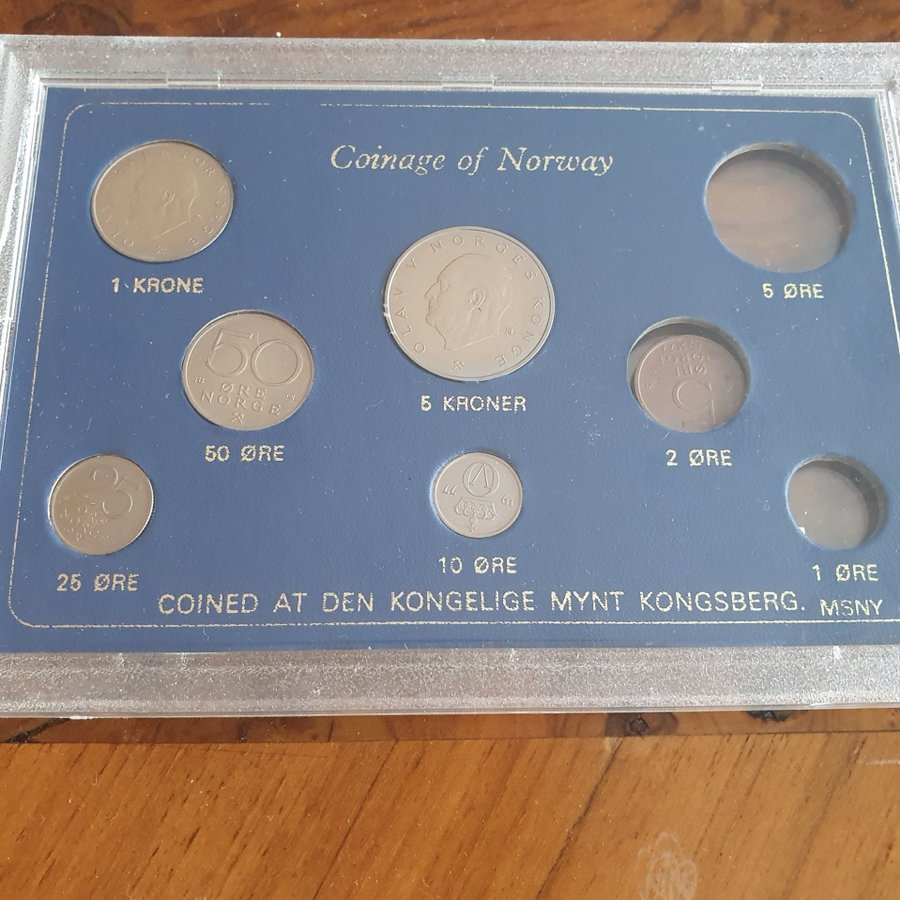 Coinage of Norway
1 KRONE
OLAV V NORGES KONGE
5 ØRE
50
ØRE
NORGE
5 KRONER
5
50 ØRE
2 ØRE
25 ØRE
10 ØRE
1 ØRE
COINED AT DEN KONGELIGE MYNT KONGSBERG. MSNY